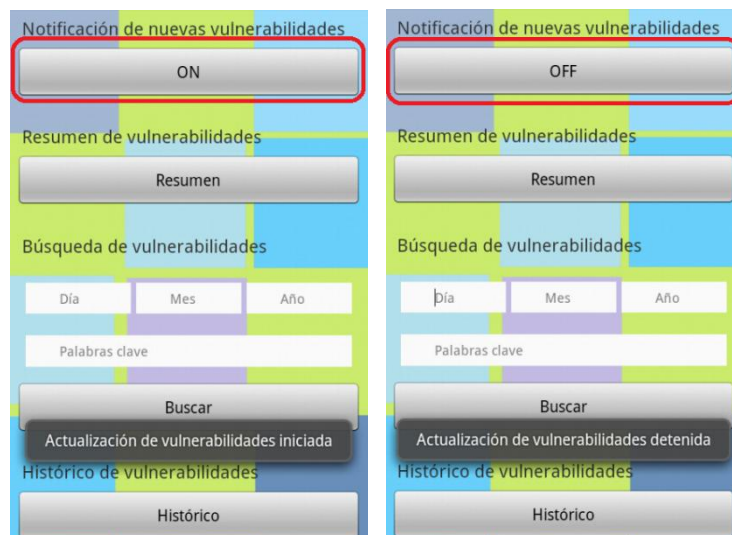 Notificación de nuevas vulnerabilidades
ON
Resumen de vulnerabilidades
Resumen
Búsqueda de vulnerabilidades
Día Mes Año
Palabras clave
Buscar
Actualización de vulnerabilidades iniciada
Histórico de vulnerabilidades
Histórico
Notificación de nuevas vulnerabilidades
OFF
Resumen de vulnerabilidades
Resumen
Búsqueda de vulnerabilidades
Día Mes Año
Palabras clave
Buscar
Actualización de vulnerabilidades detenida
Histórico de vulnerabilidades
Histórico